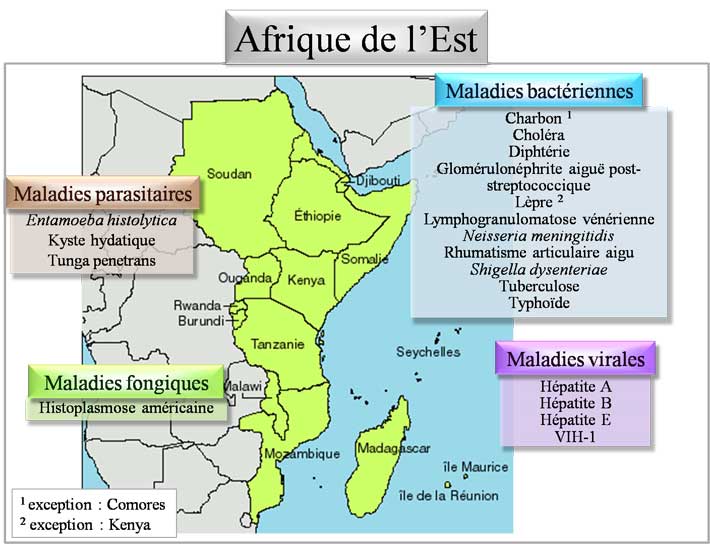 Afrique de l'Est
Maladies bactériennes
Charbon ¹
Choléra
Diphtérie
Glomérulonéphrite aiguë post-
streptococcique
Lèpre ²
Lymphogranulomatose vénérienne
Neisseria meningitidis
Rhumatisme articulaire aigu
Shigella dysenteriae
Tuberculose
Typhoïde
Maladies parasitaires
Entamoeba histolytica
Kyste hydatique
Tunga penetrans
Soudan
Djibouti
Éthiopie
Somalie
Ouganda
Kenya
Rwanda
Burundi
Tanzanie
Seychelles
Maladies virales
Hépatite A
Hépatite B
Hépatite E
VIH-1
Maladies fongiques
Histoplasmose américaine
Malawi
Mozambique
Madagascar
île Maurice
île de la Réunion
¹ exception : Comores
² exception : Kenya